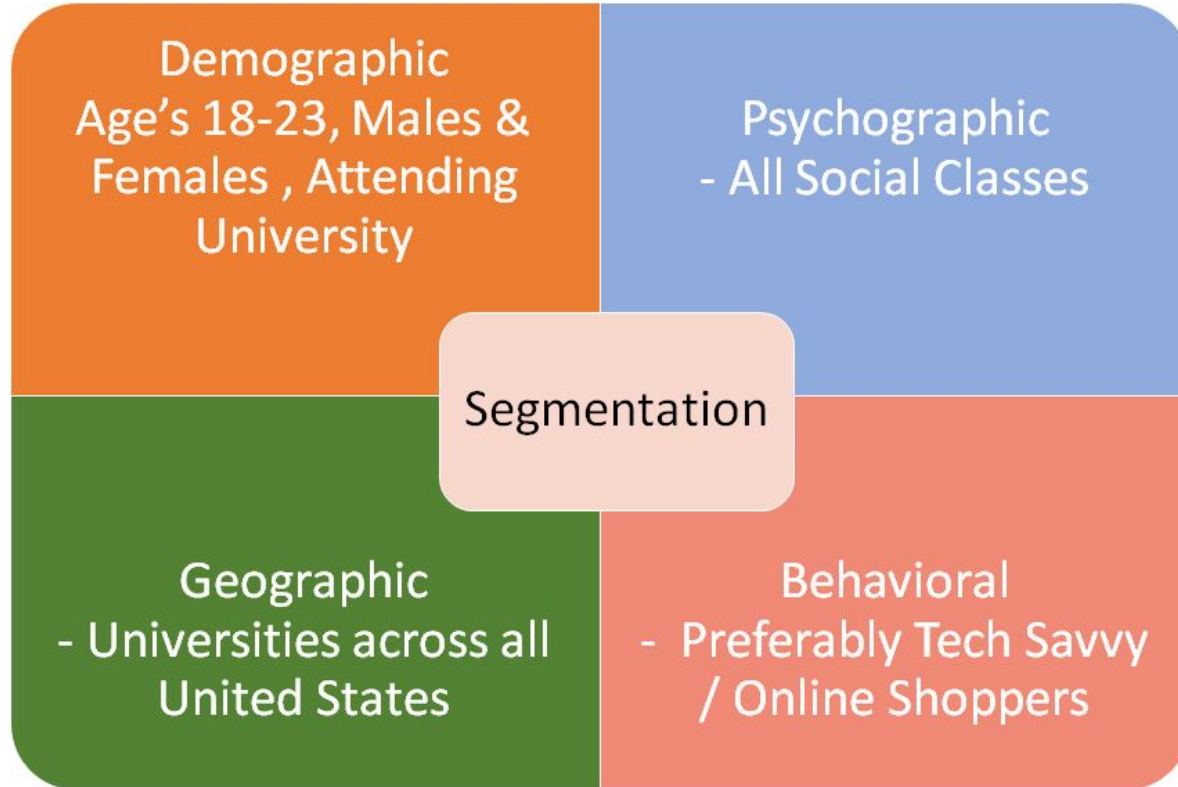 Demographic
Age's 18-23, Males &
Females , Attending
University
Psychographic
- All Social Classes
Segmentation
Geographic
- Universities across all
United States
Behavioral
- Preferably Tech Savvy
/ Online Shoppers